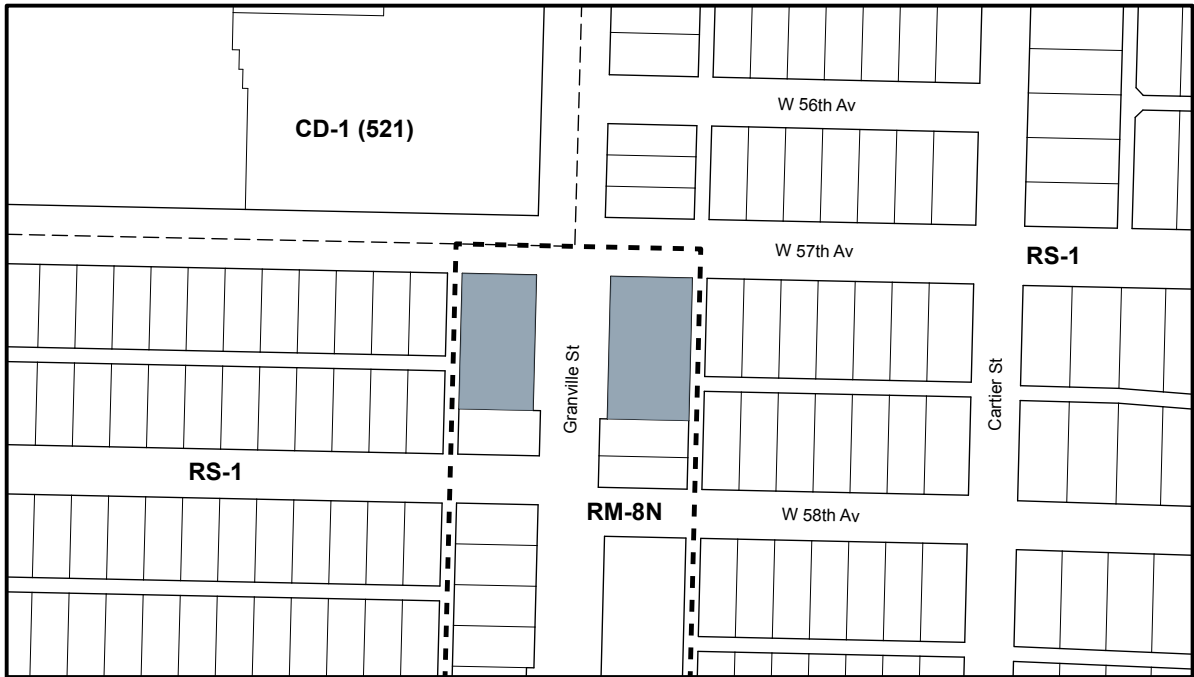 W 56th Av
CD-1 (521)
W 57th Av
RS-1
Granville St
Cartier St
RS-1
RM-8N
W 58th Av